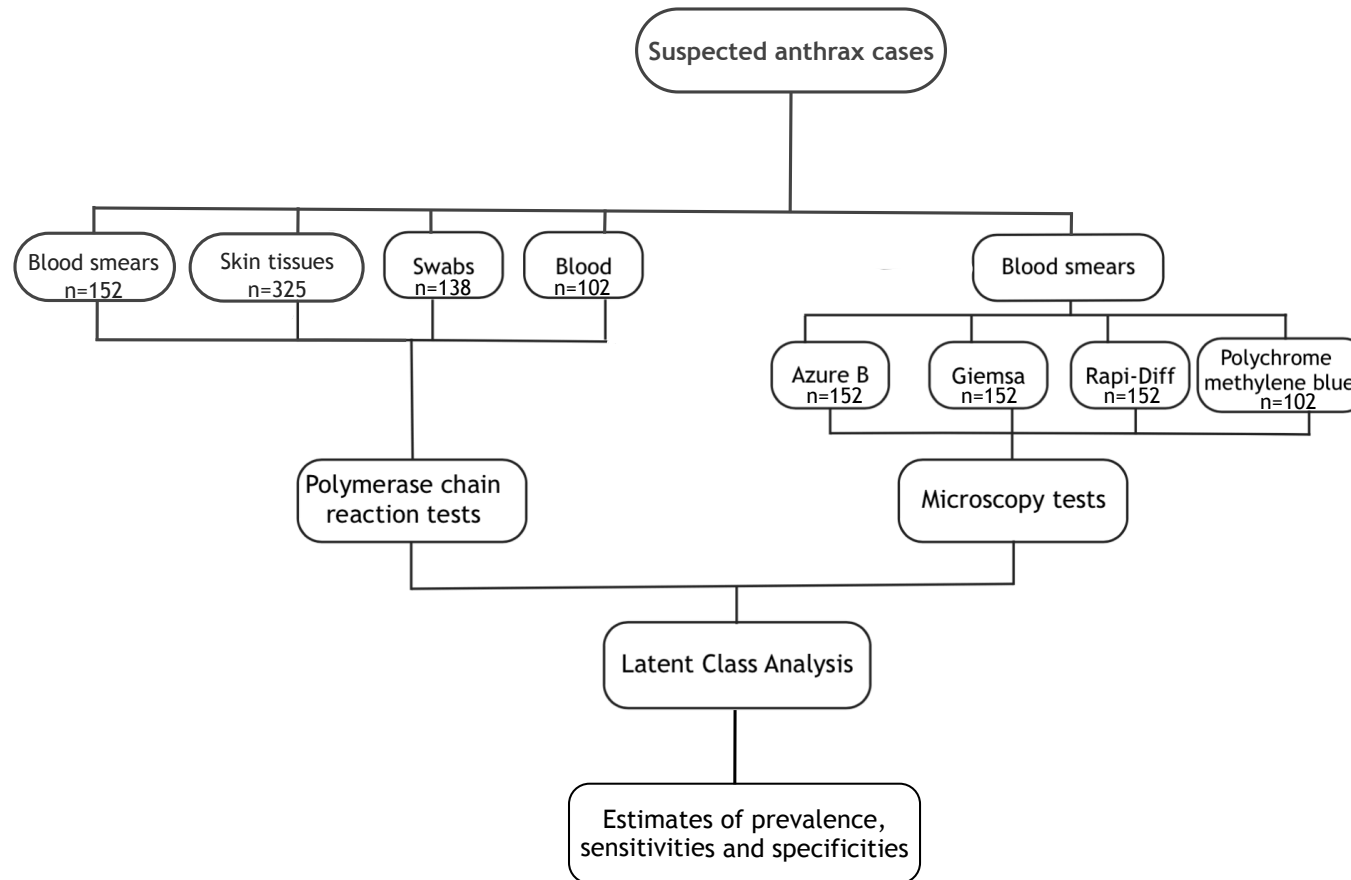 Suspected anthrax cases
Blood smears
n=152
Skin tissues
n=325
Swabs
n=138
Blood
n=102
Blood smears
Azure B
n=152
Giemsa
n=152
Rapi-Diff
n=152
Polychrome
methylene blue
n=102
Polymerase chain
reaction tests
Microscopy tests
Latent Class Analysis
Estimates of prevalence,
sensitivities and specificities